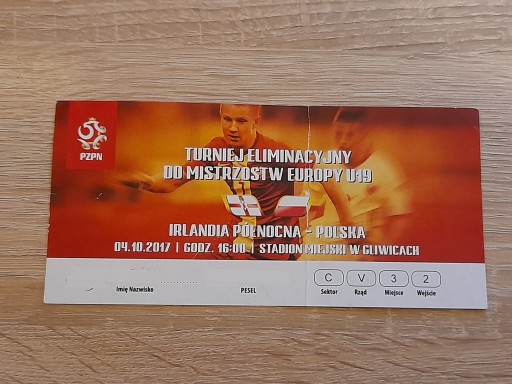 PZPN
TURNIEJ ELIMINACYJNY
DO MISTRZOSTW EUROPY U19
IRLANDIA PÓŁNOCNA - POLSKA
04.10.2017 | GODZ. 16:00 | STADION MIEJSKI W GLIWICACH
C V 3 2
Imię Nazwisko PESEL Sektor Rząd Miejsce Wejście